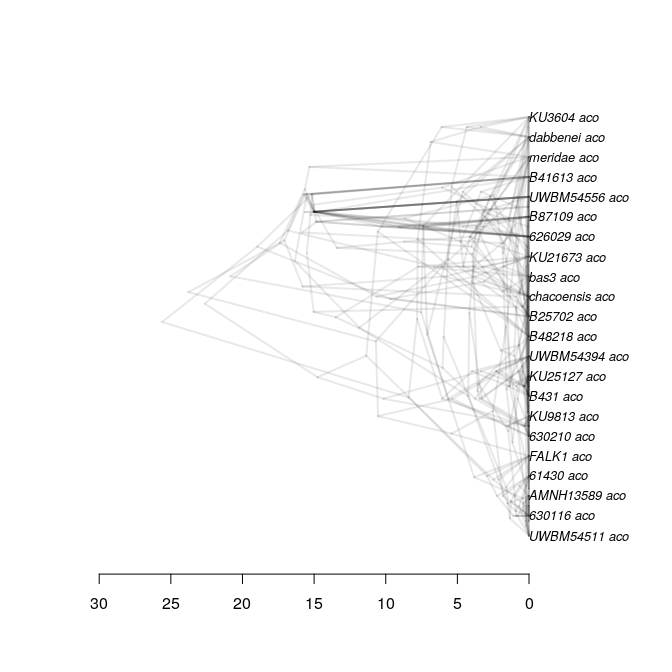 KU3604 aco
dabbenei aco
meridae aco
B41613 aco
UWBM54556 aco
B87109 aco
626029 aco
KU21673 aco
bas3 aco
chacoensis aco
B25702 aco
B48218 aco
UWBM54394 aco
KU25127 aco
B431 aco
KU9813 aco
630210 aco
FALK1 aco
61430 aco
AMNH13589 aco
630116 aco
UWBM54511 aco
30 25 20 15 10 5 0